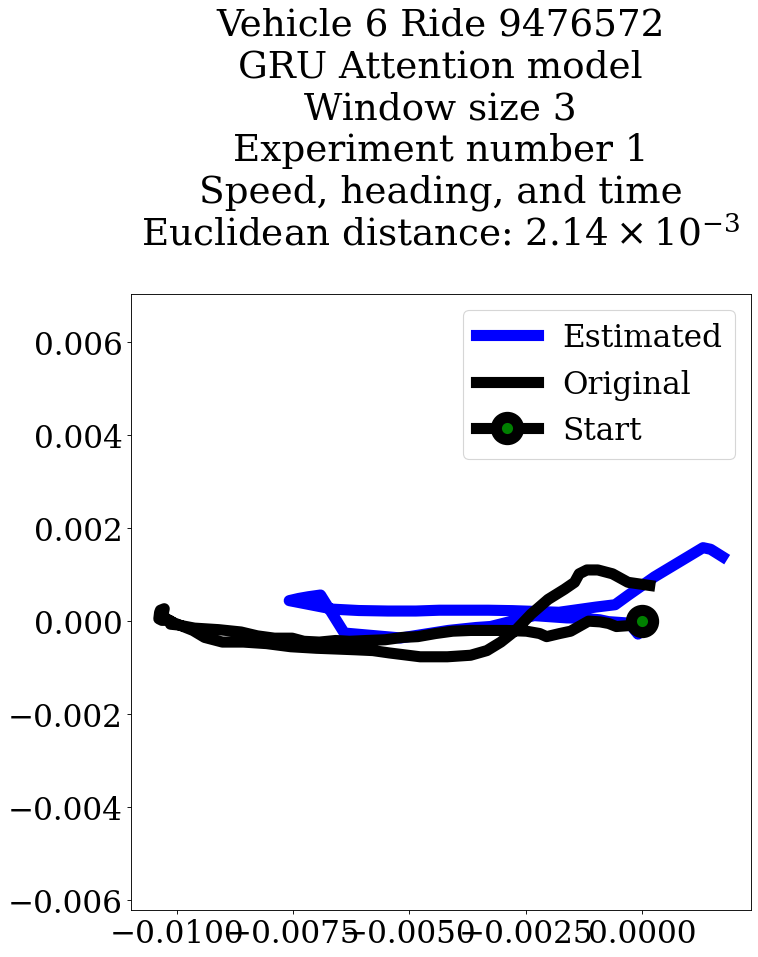 Vehicle 6 Ride 9476572
GRU Attention model
Window size 3
Experiment number 1
Speed, heading, and time
Euclidean distance: 2.14 × 10⁻³
Estimated
Original
Start
0.006
0.004
0.002
0.000
−0.002
−0.004
−0.006
−0.0100 −0.0075 −0.0050 −0.0025 0.0000